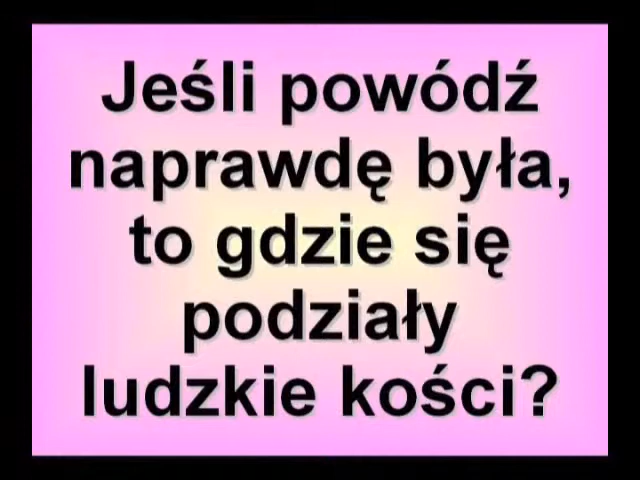 Jeśli powódź
naprawdę była,
to gdzie się
podziały
ludzkie kości?